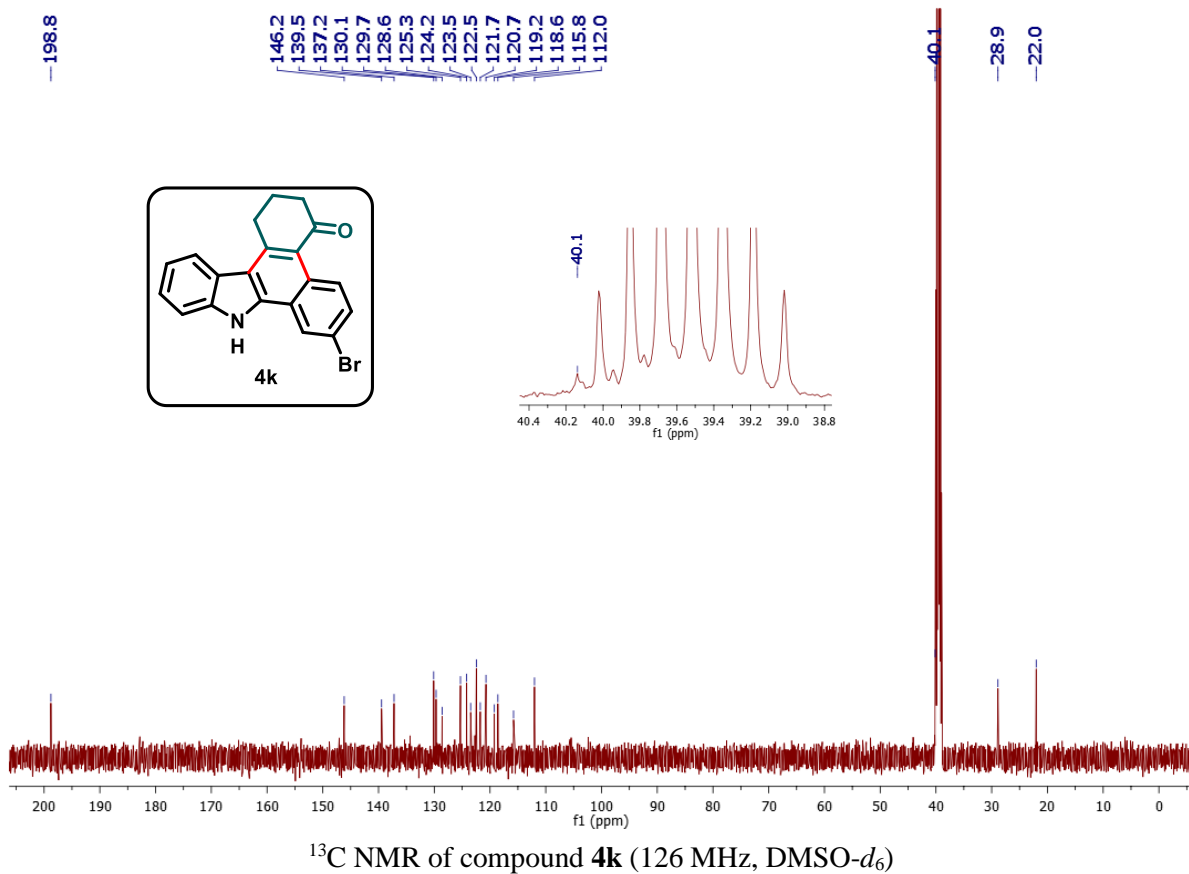 198.8
146.2
139.5
137.2
130.1
129.7
128.6
125.3
124.2
123.5
122.5
121.7
120.7
119.2
118.6
115.8
112.0
40.1
28.9
22.0
O
N
H
Br
4k
40.1
40.4 40.2 40.0 39.8 39.6 39.4 39.2 39.0 38.8
f1 (ppm)
200 190 180 170 160 150 140 130 120 110 100 90 80 70 60 50 40 30 20 10 0
f1 (ppm)
¹³C NMR of compound 4k (126 MHz, DMSO-d₆)